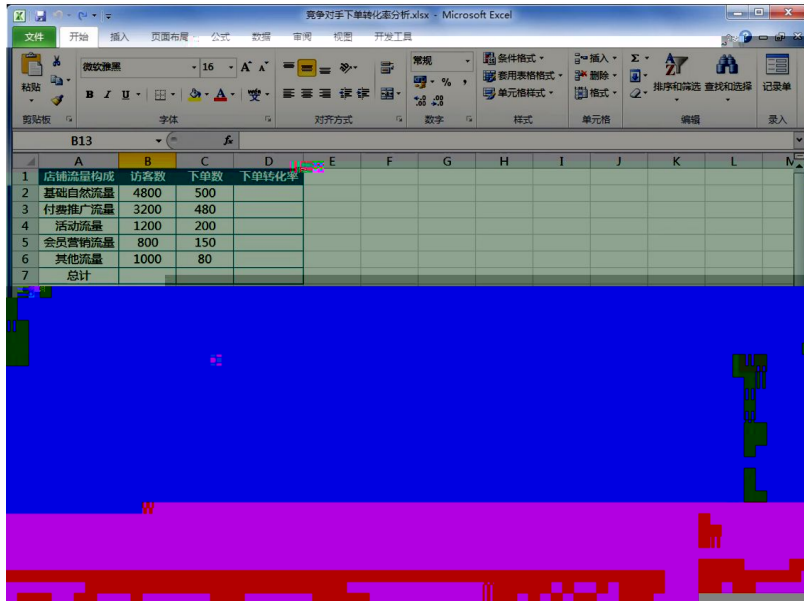 竞争对手下单转化率分析.xlsx - Microsoft Excel
文件 开始 插入 页面布局 公式 数据 审阅 视图 开发工具
微软雅黑 16 常规 条件格式 插入
粘贴 套用表格格式 删除 排序和筛选 查找和选择 记录单
B I U % 单元格样式 格式
剪贴板 字体 对齐方式 数字 样式 单元格 编辑 录入
B13 fx
A B C D E F G H I J K L
1 店铺流量构成 访客数 下单数 下单转化率
2 基础自然流量 4800 500
3 付费推广流量 3200 480
4 活动流量 1200 200
5 会员营销流量 800 150
6 其他流量 1000 80
7 总计